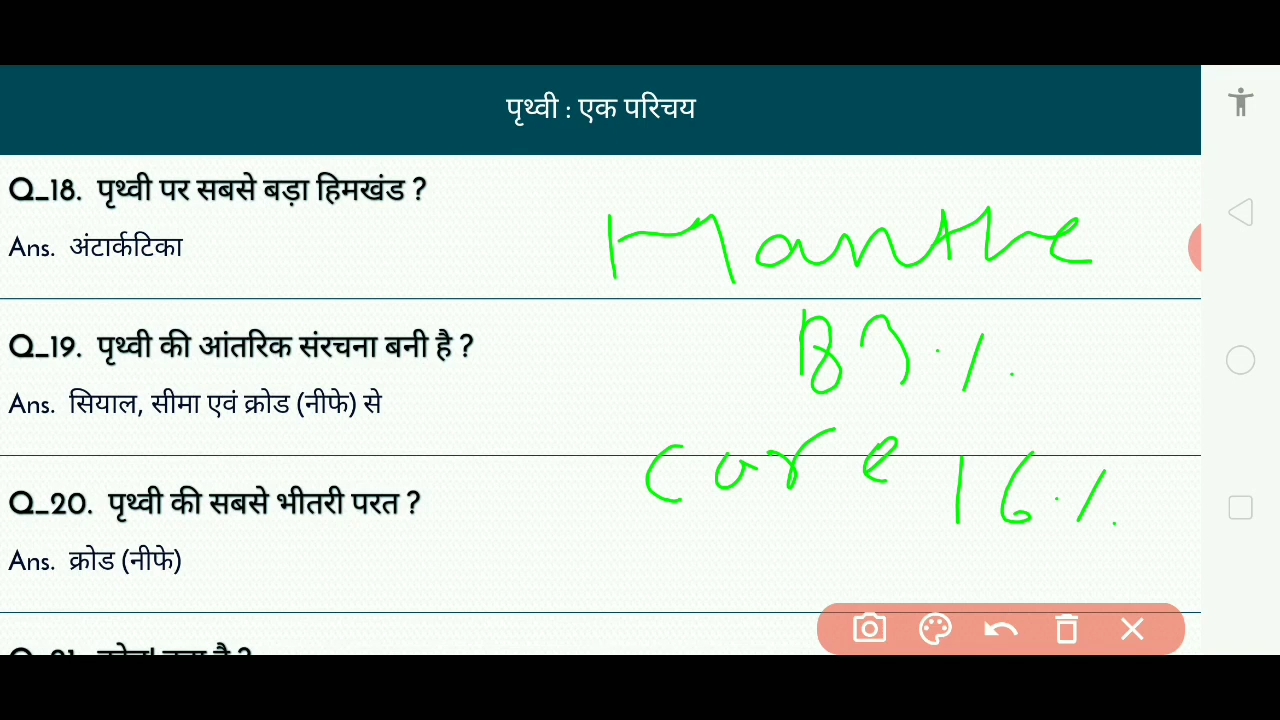 पृथ्वी : एक परिचय
Q_18. पृथ्वी पर सबसे बड़ा हिमखंड ?
Ans. अंटार्कटिका
Manthe
Q_19. पृथ्वी की आंतरिक संरचना बनी है ?
83%
Ans. सियाल, सीमा एवं क्रोड (नीफे) से
core 16%
Q_20. पृथ्वी की सबसे भीतरी परत ?
Ans. क्रोड (नीफे)